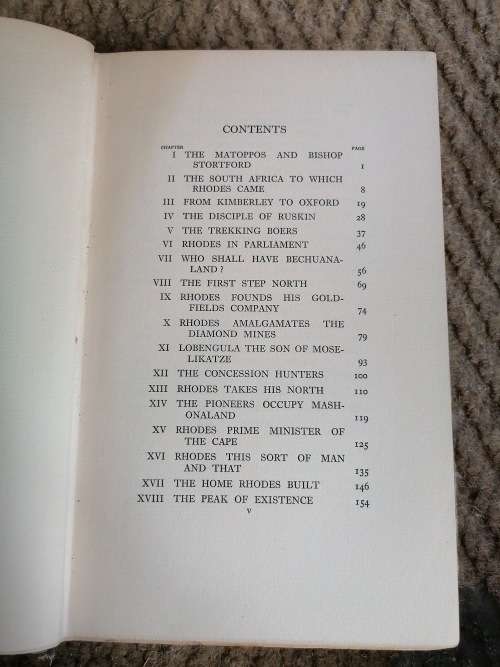 CONTENTS
CHAPTER PAGE
I THE MATOPPOS AND BISHOP
STORTFORD 1
II THE SOUTH AFRICA TO WHICH
RHODES CAME 8
III FROM KIMBERLEY TO OXFORD 19
IV THE DISCIPLE OF RUSKIN 28
V THE TREKKING BOERS 37
VI RHODES IN PARLIAMENT 46
VII WHO SHALL HAVE BECHUANA-
LAND? 56
VIII THE FIRST STEP NORTH 69
IX RHODES FOUNDS HIS GOLD-
FIELDS COMPANY 74
X RHODES AMALGAMATES THE
DIAMOND MINES 79
XI LOBENGULA THE SON OF MOSE-
LIKATZE 93
XII THE CONCESSION HUNTERS 100
XIII RHODES TAKES HIS NORTH 110
XIV THE PIONEERS OCCUPY MASH-
ONALAND 119
XV RHODES PRIME MINISTER OF
THE CAPE 125
XVI RHODES THIS SORT OF MAN
AND THAT 135
XVII THE HOME RHODES BUILT 146
XVIII THE PEAK OF EXISTENCE 154
v